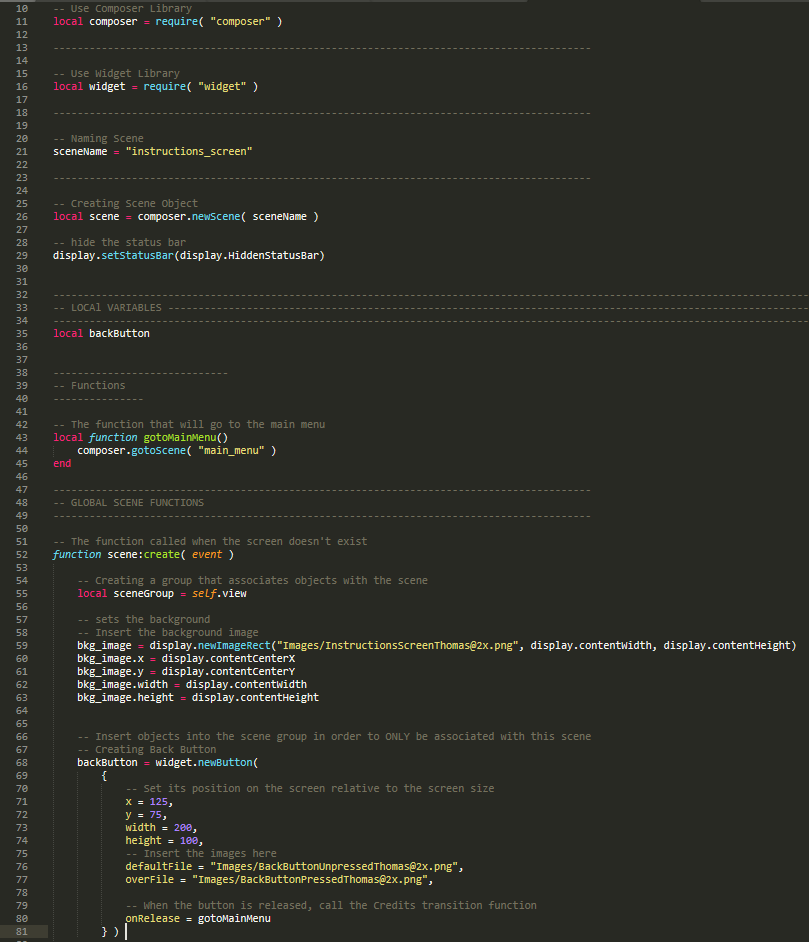 10 -- Use Composer Library
11 local composer = require( "composer" )
12
13 -----------------------------------------------------------------------------------------
14
15 -- Use Widget Library
16 local widget = require( "widget" )
17
18 -----------------------------------------------------------------------------------------
19
20 -- Naming Scene
21 sceneName = "instructions_screen"
22
23 -----------------------------------------------------------------------------------------
24
25 -- Creating Scene Object
26 local scene = composer.newScene( sceneName )
27
28 -- hide the status bar
29 display.setStatusBar(display.HiddenStatusBar)
30
31
32 -----------------------------------------------------------------------------------------------------------------------------
33 -- LOCAl VARIABLES ----------------------------------------------------------------------------------------------------------
34 -----------------------------------------------------------------------------------------------------------------------------
35 local backButton
36
37
38 -----------------------------
39 -- Functions
40 ---------------
41
42 -- The function that will go to the main menu
43 local function gotoMainMenu()
44     composer.gotoScene( "main_menu" )
45 end
46
47 -----------------------------------------------------------------------------------------
48 -- GLOBAL SCENE FUNCTIONS
49 -----------------------------------------------------------------------------------------
50
51 -- The function called when the screen doesn't exist
52 function scene:create( event )
53
54     -- Creating a group that associates objects with the scene
55     local sceneGroup = self.view
56
57     -- sets the background
58     -- Insert the background image
59     bkg_image = display.newImageRect("Images/InstructionsScreenThomas@2x.png", display.contentWidth, display.contentHeight)
60     bkg_image.x = display.contentCenterX
61     bkg_image.y = display.contentCenterY
62     bkg_image.width = display.contentWidth
63     bkg_image.height = display.contentHeight
64
65
66     -- Insert objects into the scene group in order to ONLY be associated with this scene
67     -- Creating Back Button
68     backButton = widget.newButton(
69         {
70             -- Set its position on the screen relative to the screen size
71             x = 125,
72             y = 75,
73             width = 200,
74             height = 100,
75             -- Insert the images here
76             defaultFile = "Images/BackButtonUnpressedThomas@2x.png",
77             overFile = "Images/BackButtonPressedThomas@2x.png",
78
79             -- When the button is released, call the Credits transition function
80             onRelease = gotoMainMenu
81         } )